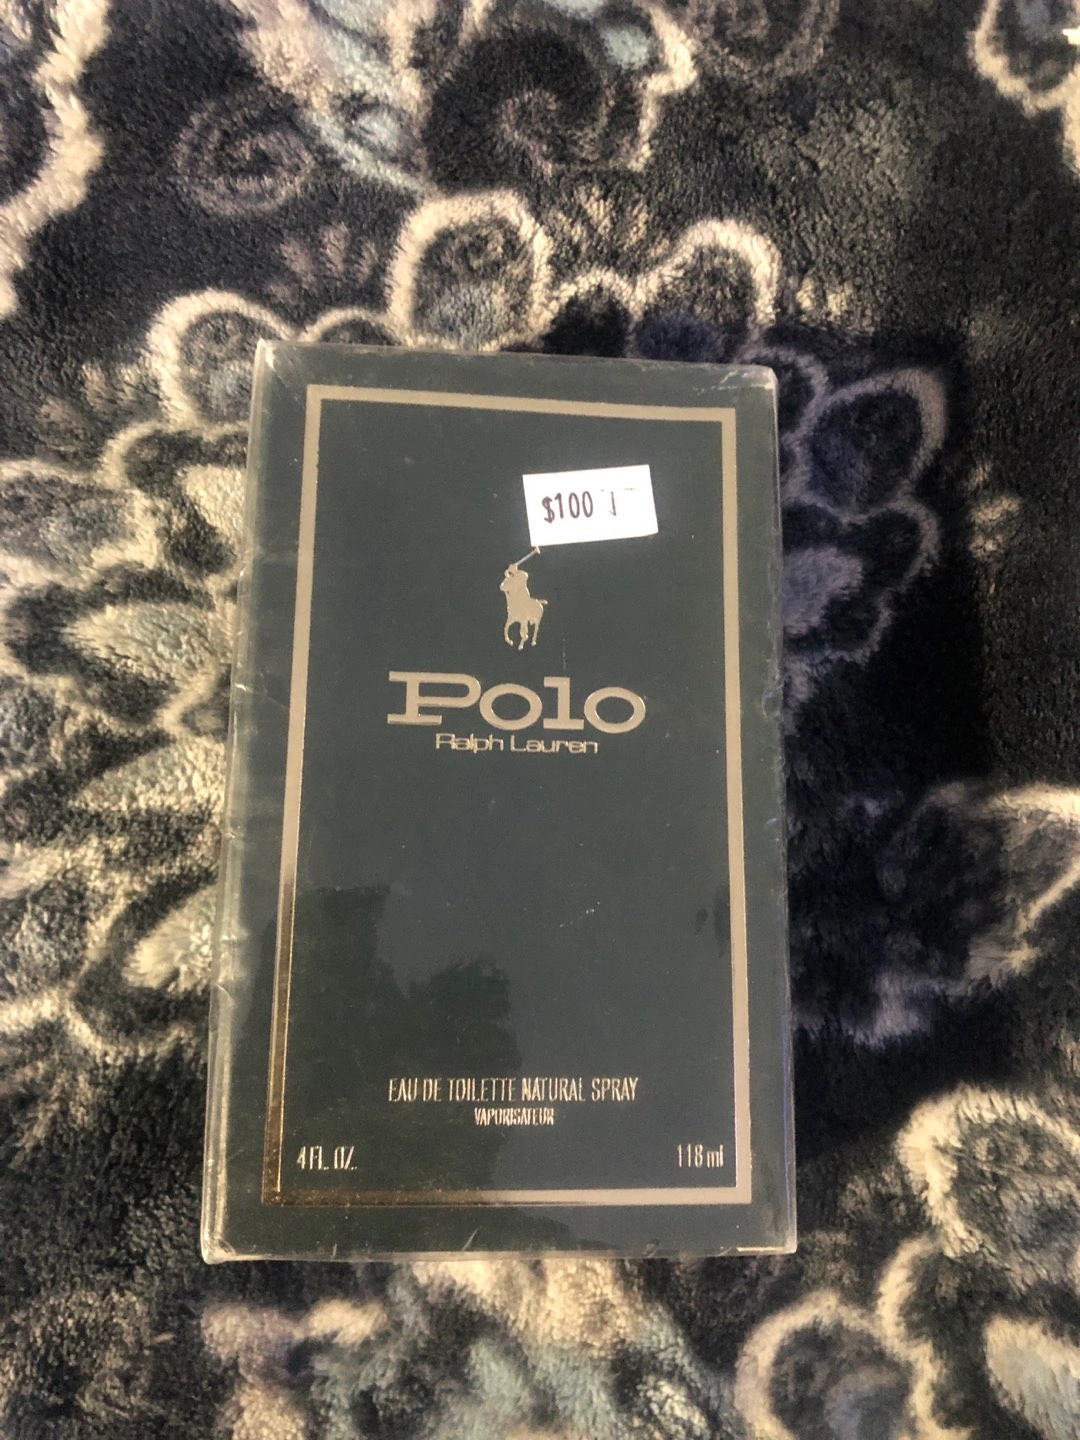 $100
Polo
Ralph Lauren
EAU DE TOILETTE NATURAL SPRAY
VAPORISATEUR
4 FL. OZ.
118 ml